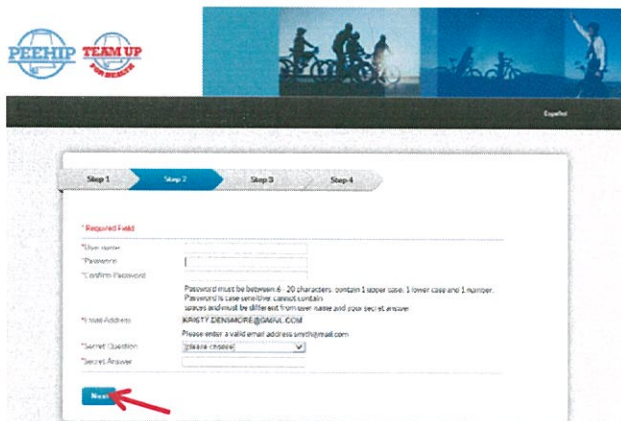 PEEHIP TEAM UP
FOR HEALTH
Español
Step 1 Step 2 Step 3 Step 4
*Required Field
*User name
*Password
*Confirm Password
Password must be between 6 - 20 characters, contain 1 upper case, 1 lower case and 1 number.
Password is case sensitive, cannot contain
spaces and must be different from user name and your secret answer
*Email Address KRISTY.DENSMORE@GMAIL.COM
Please enter a valid email address smith@mail.com
*Secret Question [please choose]
*Secret Answer
Next